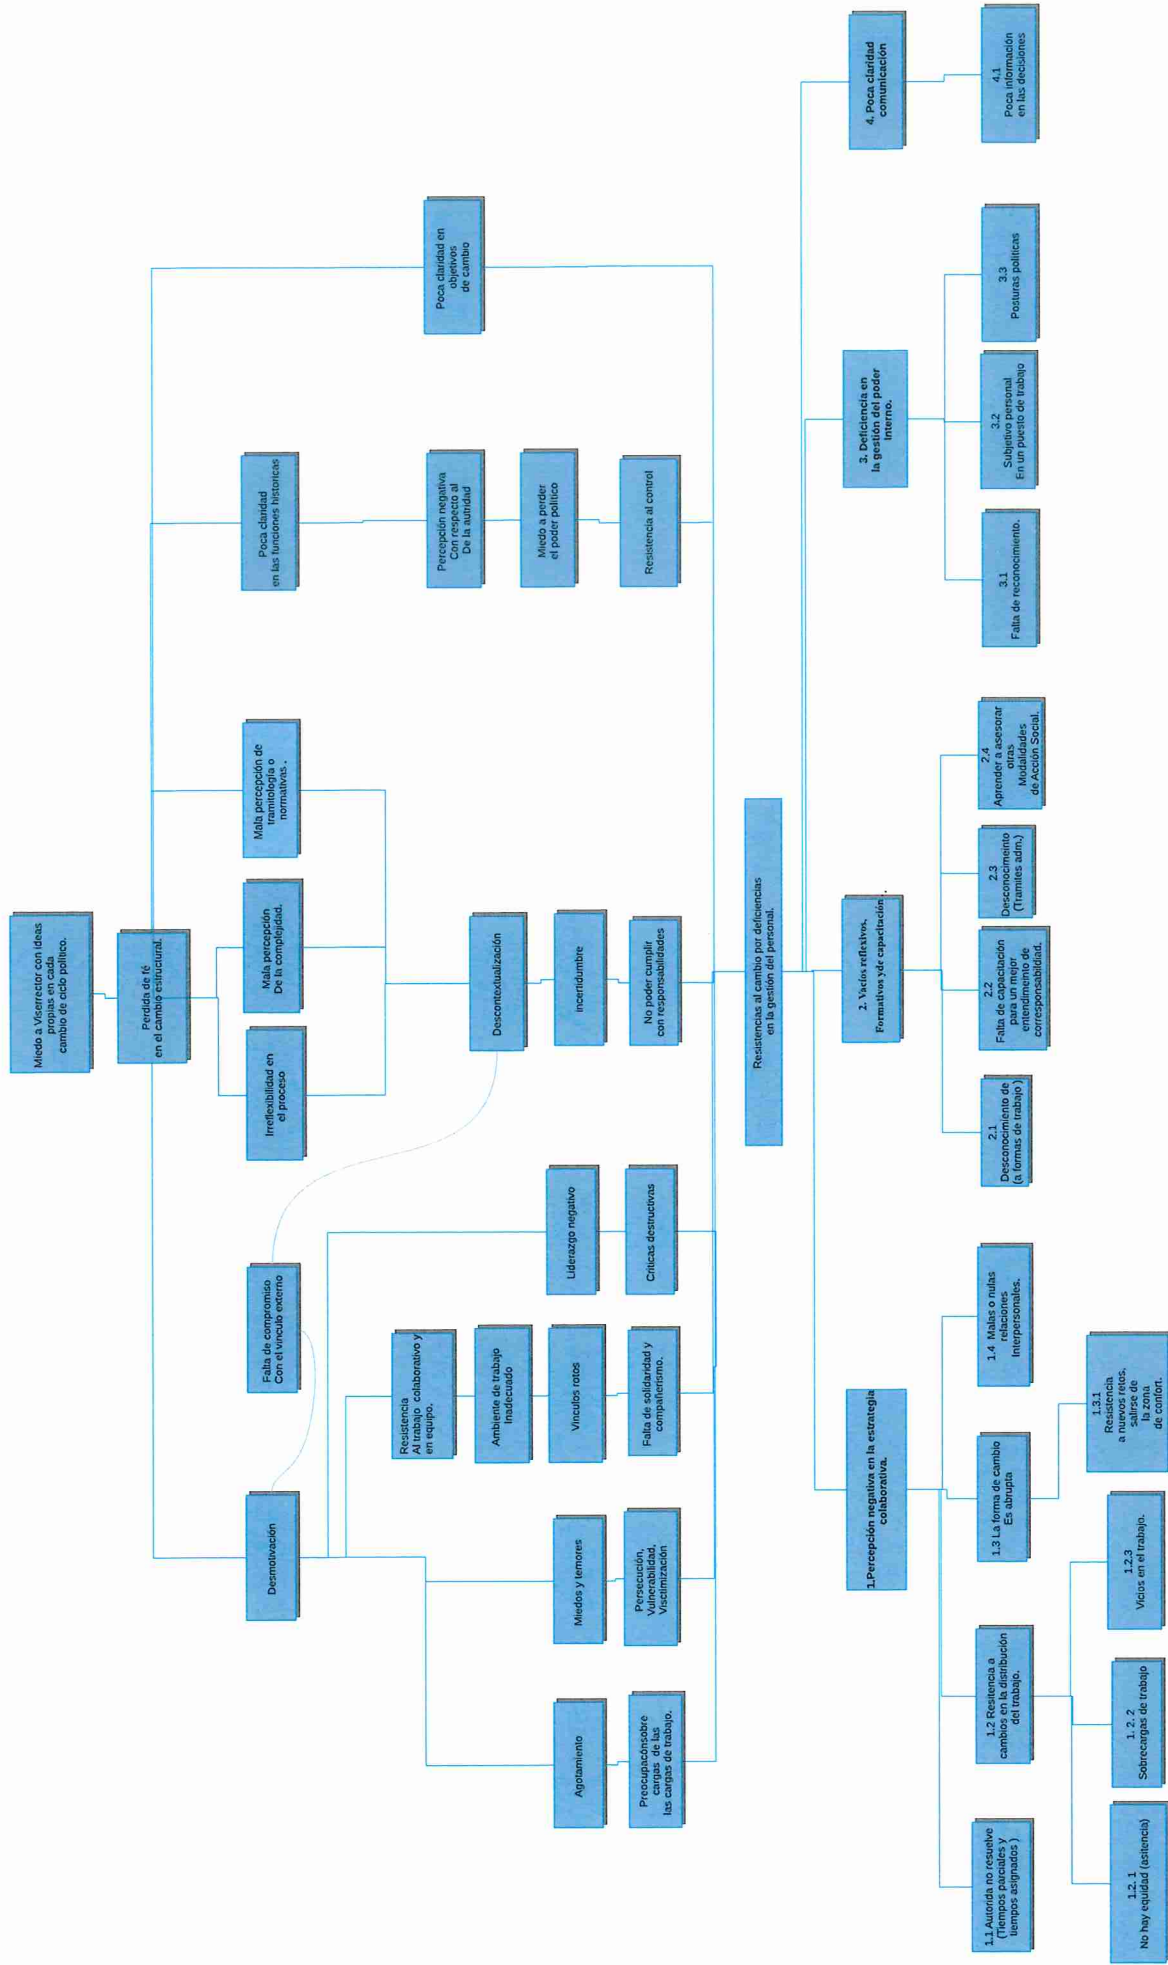 Miedo a Viserrector con ideas
propias en cada
cambio de ciclo político.
Perdida de fé
en el cambio estructural.
Desmotivación
Falta de compromiso
Con el vinculo externo
Irreflexibilidad en
el proceso
Mala percepción
De la complejidad.
Mala percepción de
tramitología o
normativas .
Poca claridad
en las funciones historicas
Poca claridad en
objetivos
de cambio
Resistencia
Al trabajo colaborativo y
en equipo.
Ambiente de trabajo
Inadecuado
Descontextualización
Percepción negativa
Con respecto al
De la autridad
Agotamiento
Miedos y temores
Vinculos rotos
Liderazgo negativo
incertidumbre
Miedo a perder
el poder político
Preocupacónsobre
cargas de las
las cargas de trabajo.
Persecución,
Vulnerabilidad,
Visctimización
Falta de solidaridad y
compañerismo.
Criticas destructivas
No poder cumplir
con responsabilidades
Resistencia al control
Resistencias al cambio por deficiencias
en la gestión del personal.
1.Percepción negativa en la estrategia
colaborativa.
2. Vacíos reflexivos,
Formativos yde capacitación .
3. Deficiencia en
la gestión del poder
Interno.
4. Poca claridad
comunicación
1.1 Autorida no resuelve
(Tiempos parciales y
tiempos asignados )
1.2 Resitencia a
cambios en la distribución
del trabajo.
1.3 La forma de cambio
Es abrupta
1.4 Malas o nulas
relaciones
Interpersonales.
2.1
Desconocimiento de
(a formas de trabajo )
2.2
Falta de capacitación
para un mejor
entendimeinto de
corresponsabildiad.
2.3
Desconocimeinto
(Tramites adm.)
2.4
Aprender a asesorar
otras
Modalidades
de Acción Social.
3.1
Falta de reconocimiento.
3.2
Subjetivo personal
En un puesto de trabajo
3.3
Posturas politicas
4.1
Poca información
en las decisiones
1.2. 1
No hay equidad (asitencia)
1. 2. 2
Sobrecargas de trabajo
1.2.3
Vicios en el trabajo.
1.3.1
Resistencia
a nuevos retos.
salirse de
la zona
de confort.